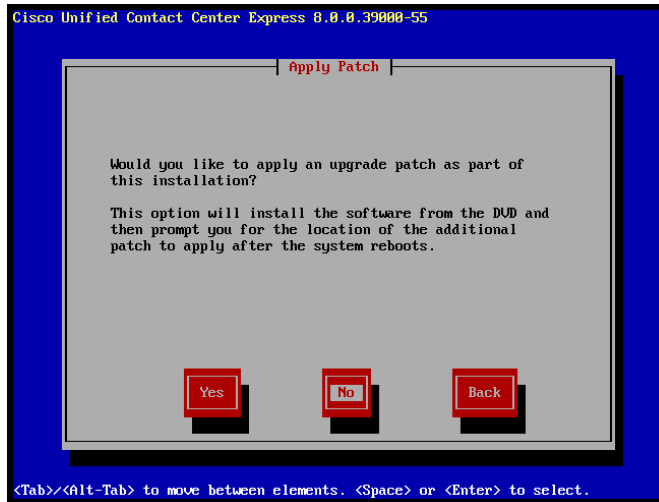 Cisco Unified Contact Center Express 8.0.0.39000-55
Apply Patch
Would you like to apply an upgrade patch as part of
this installation?
This option will install the software from the DVD and
then prompt you for the location of the additional
patch to apply after the system reboots.
Yes No Back
<Tab>/<Alt-Tab> to move between elements. <Space> or <Enter> to select.